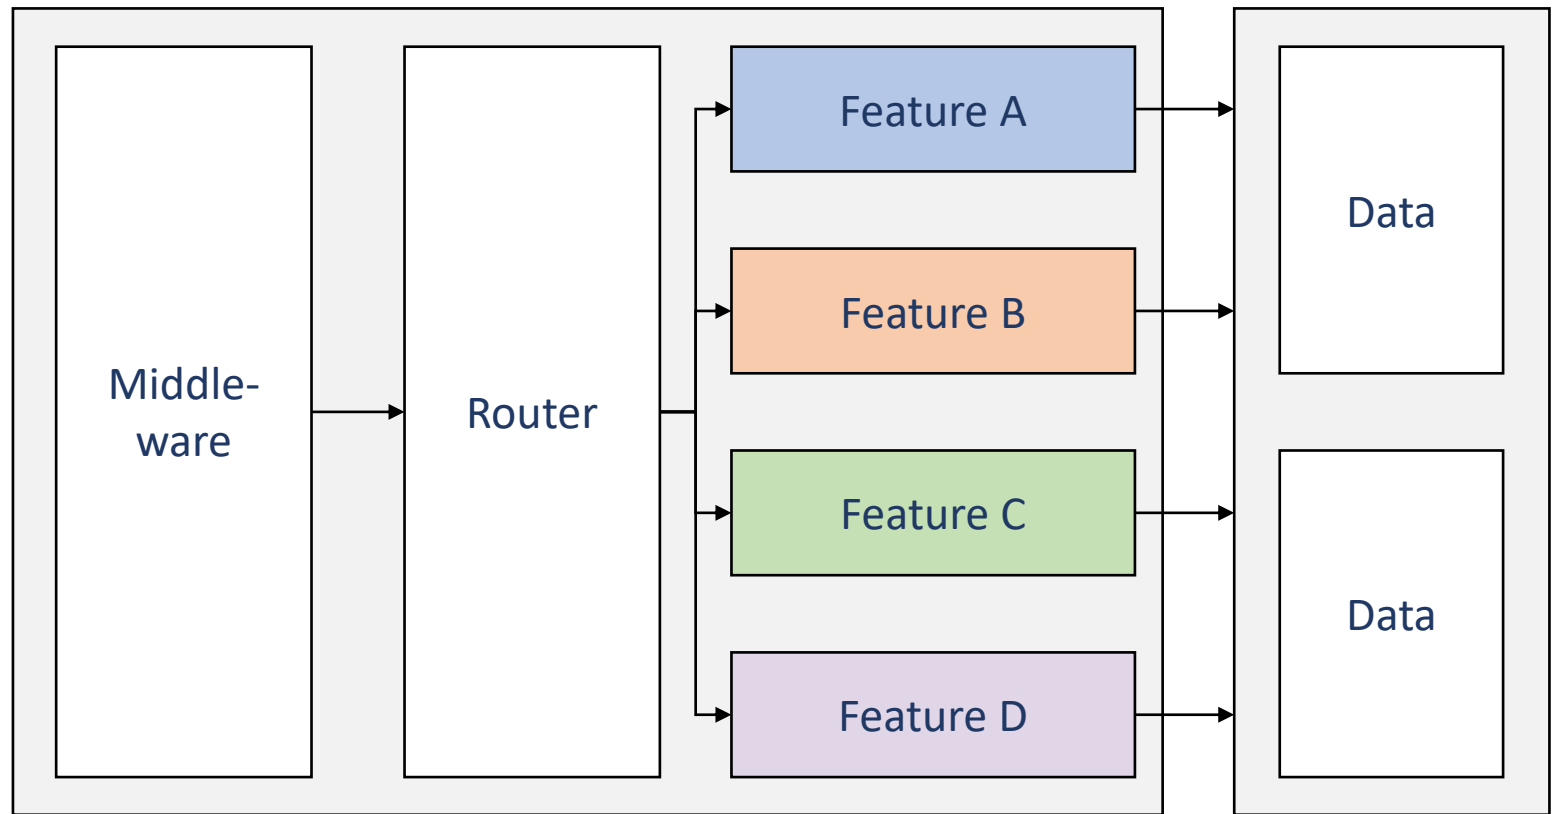 Middle-
ware
Router
Feature A
Feature B
Feature C
Feature D
Data
Data